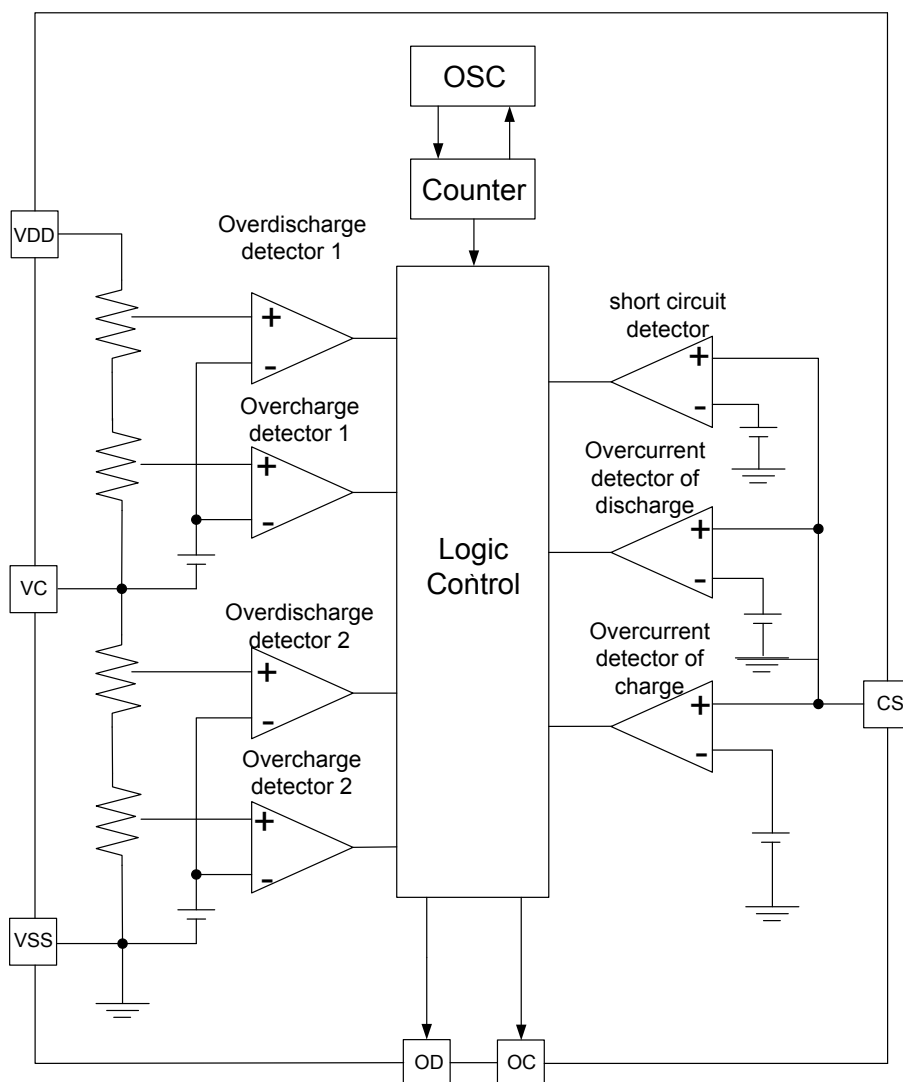 OSC
Counter
VDD
Overdischarge
detector 1
+
-
short circuit
detector
+
-
Overcharge
detector 1
+
-
Overcurrent
detector of
discharge
+
-
Logic
Control
VC
Overdischarge
detector 2
+
-
Overcurrent
detector of
charge
+
-
CS
Overcharge
detector 2
+
-
VSS
OD
OC